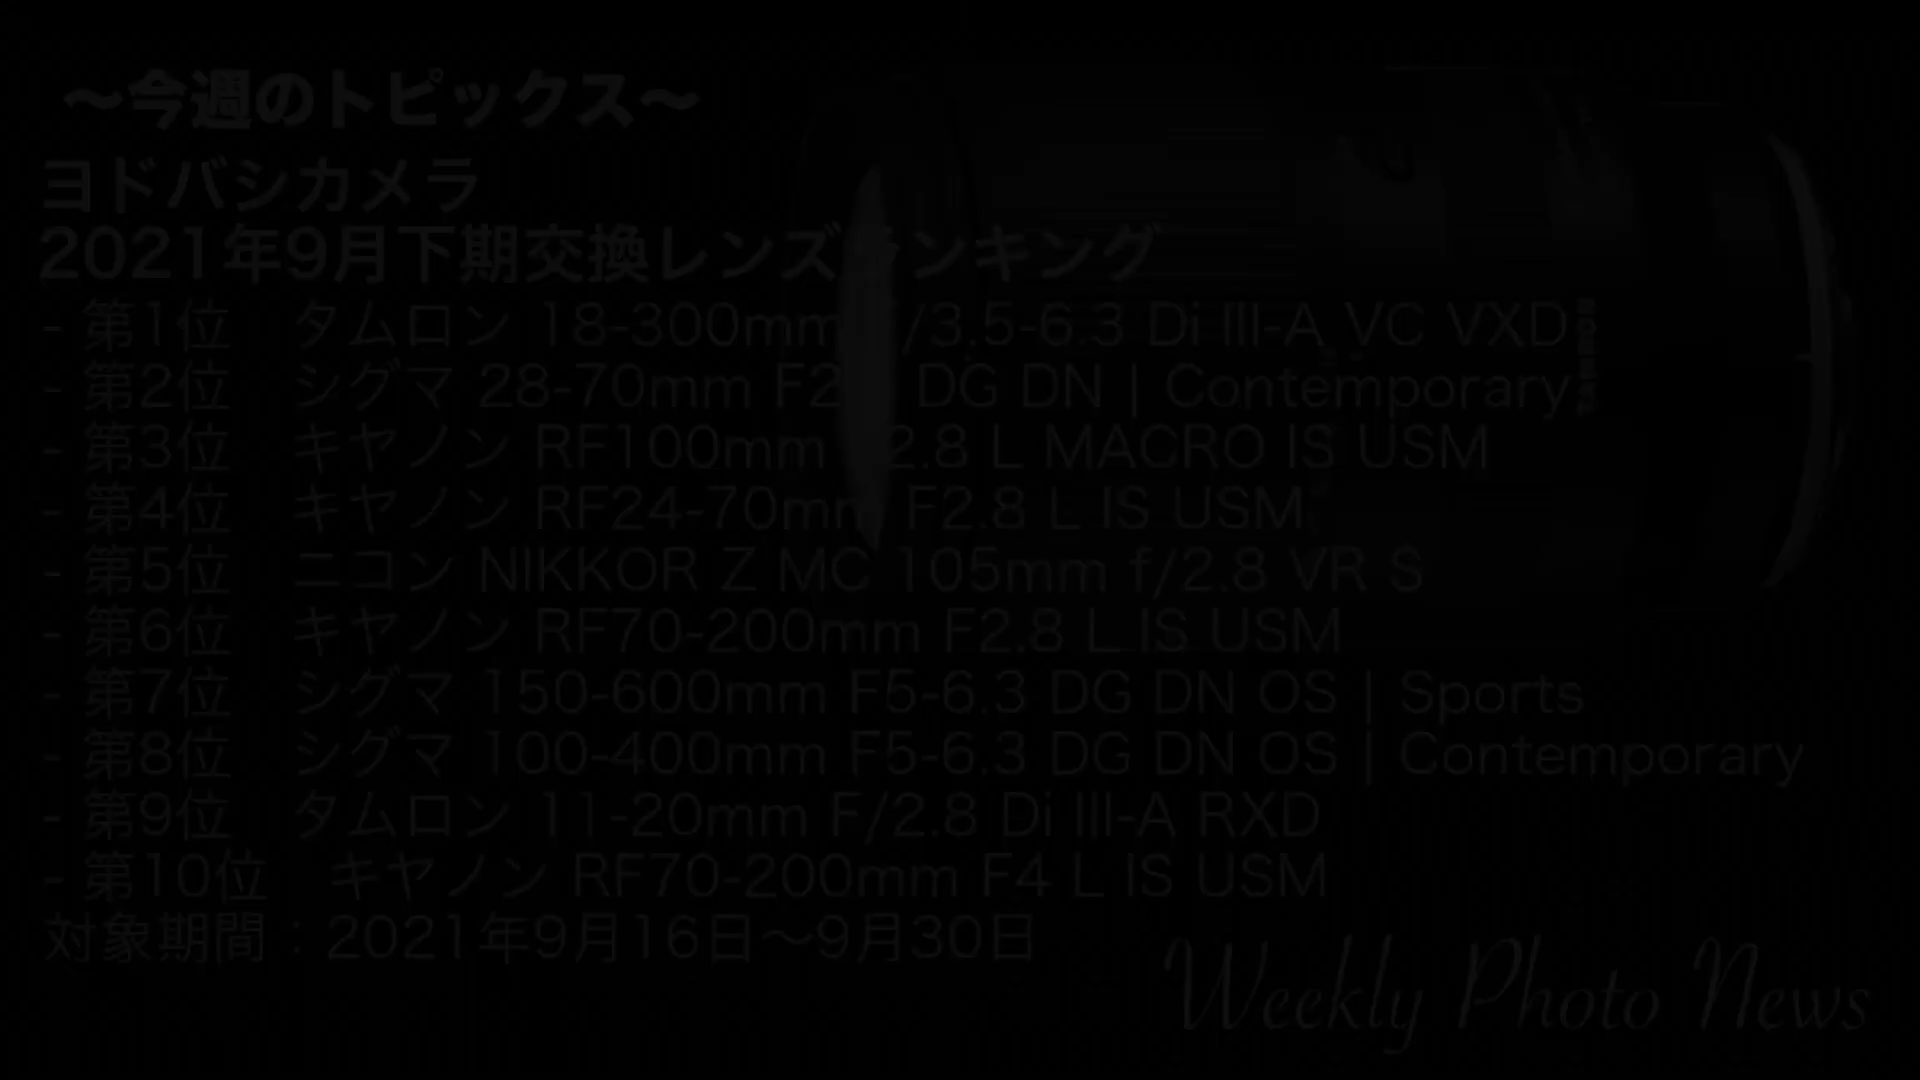 〜今週のトピックス〜
ヨドバシカメラ
2021年9月下期交換レンズランキング
- 第1位 タムロン 18-300mm /3.5-6.3 Di III-A VC VXD
- 第2位 シグマ 28-70mm F2 DG DN | Contemporary
- 第3位 キヤノン RF100mm 2.8 L MACRO IS USM
- 第4位 キヤノン RF24-70mm F2.8 L IS USM
- 第5位 ニコン NIKKOR Z MC 105mm f/2.8 VR S
- 第6位 キヤノン RF70-200mm F2.8 L IS USM
- 第7位 シグマ 150-600mm F5-6.3 DG DN OS | Sports
- 第8位 シグマ 100-400mm F5-6.3 DG DN OS | Contemporary
- 第9位 タムロン 11-20mm F/2.8 Di III-A RXD
- 第10位 キヤノン RF70-200mm F4 L IS USM
対象期間：2021年9月16日〜9月30日
Weekly Photo News
TAMRON